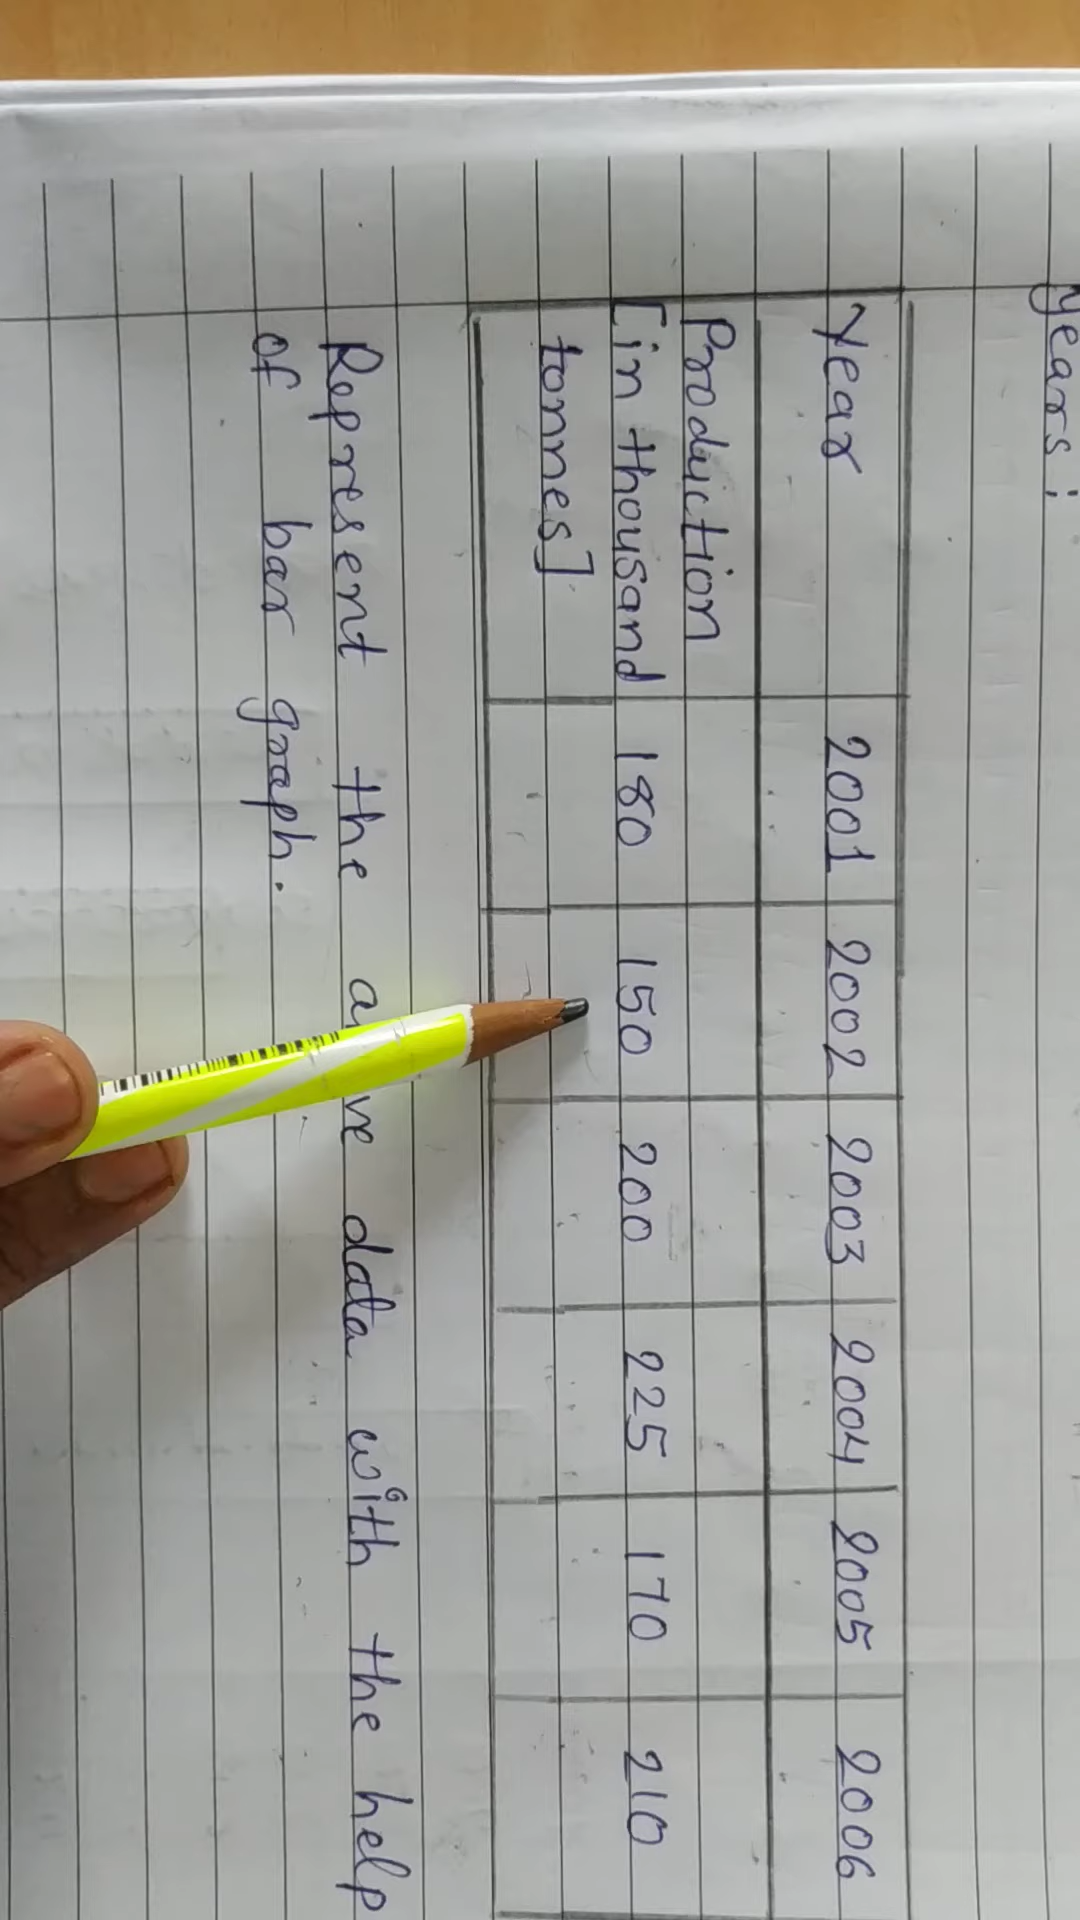 years :
Year 2001 2002 2003 2004 2005 2006
Production
[in thousand 180 150 200 225 170 210
tonnes]
Represent the data with the help
of bar graph.